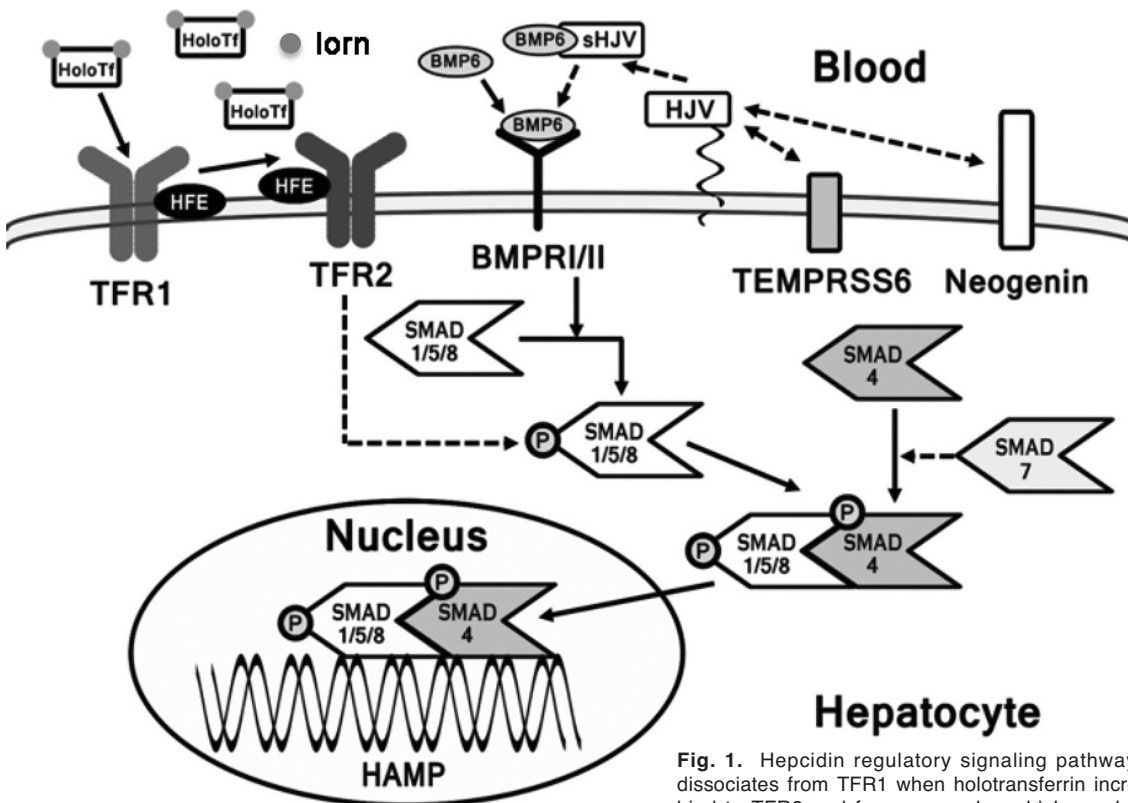 HoloTf
HoloTf
HoloTf
Iorn
BMP6
BMP6
sHJV
BMP6
Blood
HJV
HFE
HFE
TFR1
TFR2
BMPRI/II
TEMPRSS6
Neogenin
SMAD
1/5/8
SMAD
4
P
SMAD
1/5/8
SMAD
7
P
P
SMAD
1/5/8
SMAD
4
Nucleus
P
P
SMAD
1/5/8
SMAD
4
HAMP
Hepatocyte
Fig. 1. Hepcidin regulatory signaling pathway
dissociates from TFR1 when holotransferrin incr